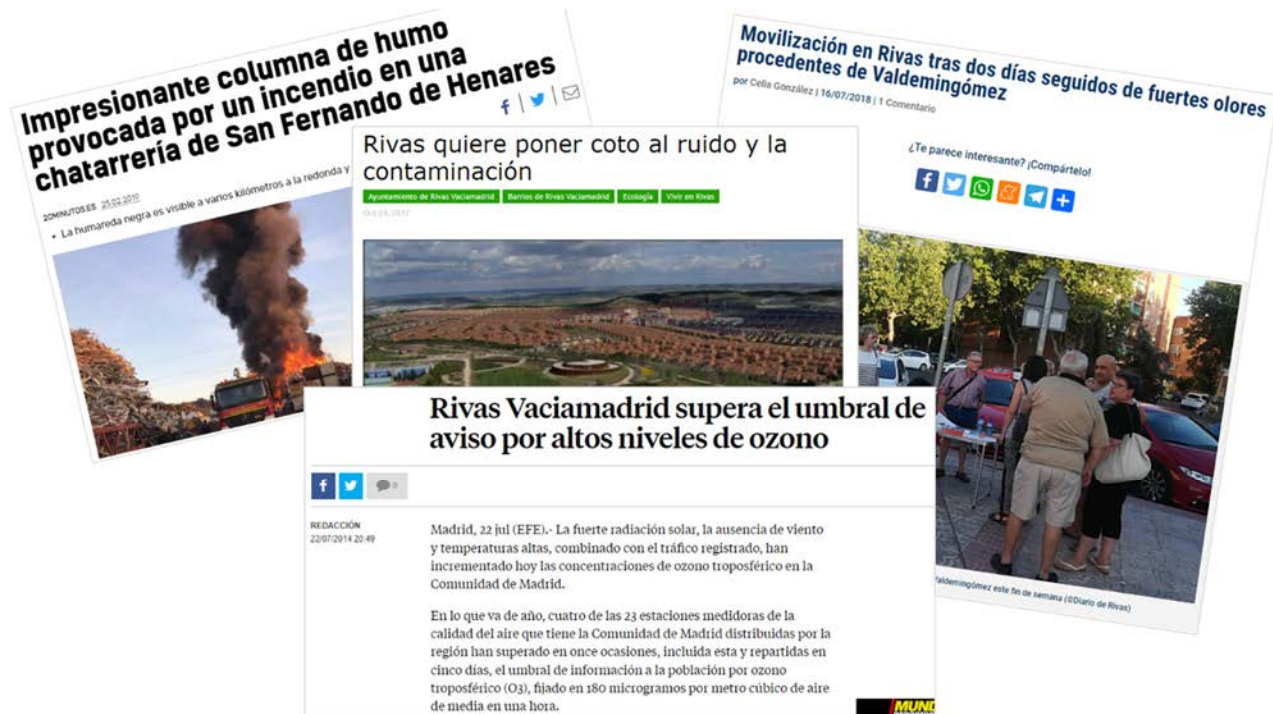 Impresionante columna de humo
provocada por un incendio en una
chatarrería de San Fernando de Henares
20MINUTOS.ES 25.02.2017
• La humareda negra es visible a varios kilómetros a la redonda y
Rivas quiere poner coto al ruido y la
contaminación
Ayuntamiento de Rivas Vaciamadrid Barrios de Rivas Vaciamadrid Ecología Vivir en Rivas
Oct 24, 2017
Movilización en Rivas tras dos días seguidos de fuertes olores
procedentes de Valdemingómez
por Celia González | 16/07/2018 | 1 Comentario
¿Te parece interesante? ¡Compártelo!
Valdemingómez este fin de semana (©Diario de Rivas)
Rivas Vaciamadrid supera el umbral de
aviso por altos niveles de ozono
0
REDACCIÓN
22/07/2014 20:49
Madrid, 22 jul (EFE).- La fuerte radiación solar, la ausencia de viento
y temperaturas altas, combinado con el tráfico registrado, han
incrementado hoy las concentraciones de ozono troposférico en la
Comunidad de Madrid.
En lo que va de año, cuatro de las 23 estaciones medidoras de la
calidad del aire que tiene la Comunidad de Madrid distribuidas por la
región han superado en once ocasiones, incluida esta y repartidas en
cinco días, el umbral de información a la población por ozono
troposférico (O3), fijado en 180 microgramos por metro cúbico de aire
de media en una hora.
MUND